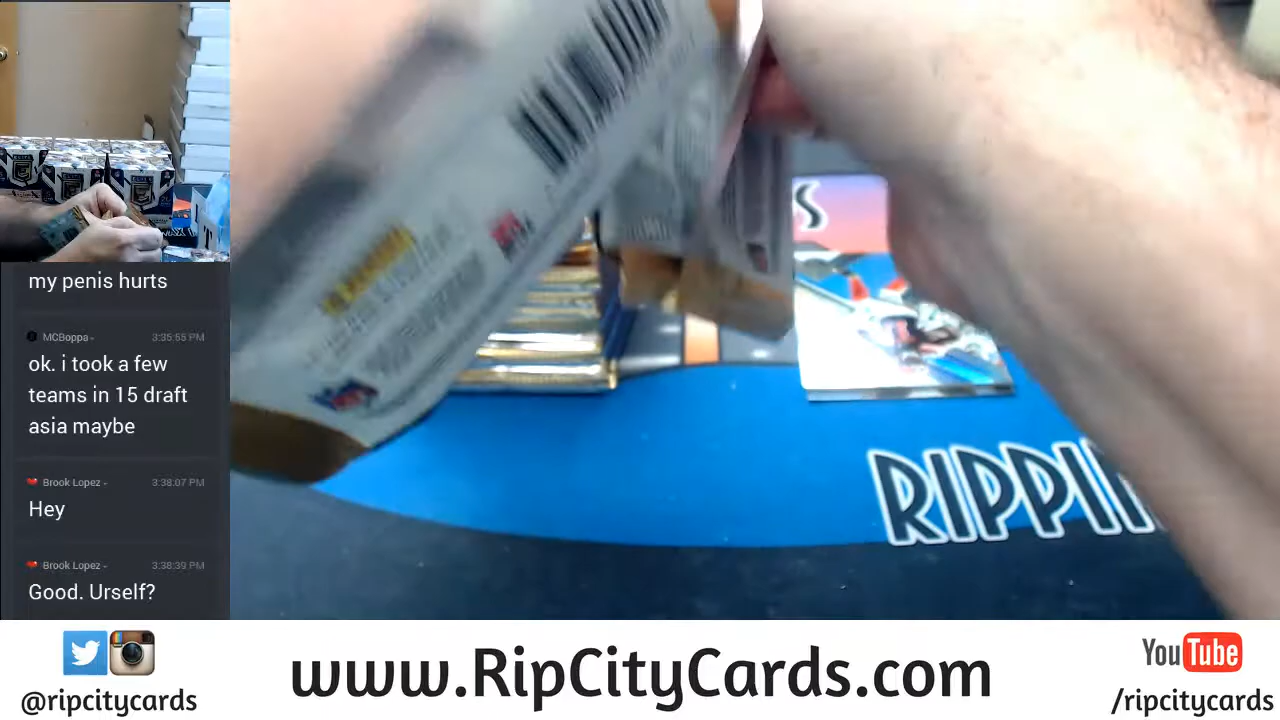 my penis hurts
MCBoppa 3:35:55 PM
ok. i took a few
teams in 15 draft
asia maybe
Brook Lopez 3:38:07 PM
Hey
Brook Lopez 3:38:39 PM
Good. Urself?
RIPPI
@ripcitycards
www.RipCityCards.com
YouTube
/ripcitycards